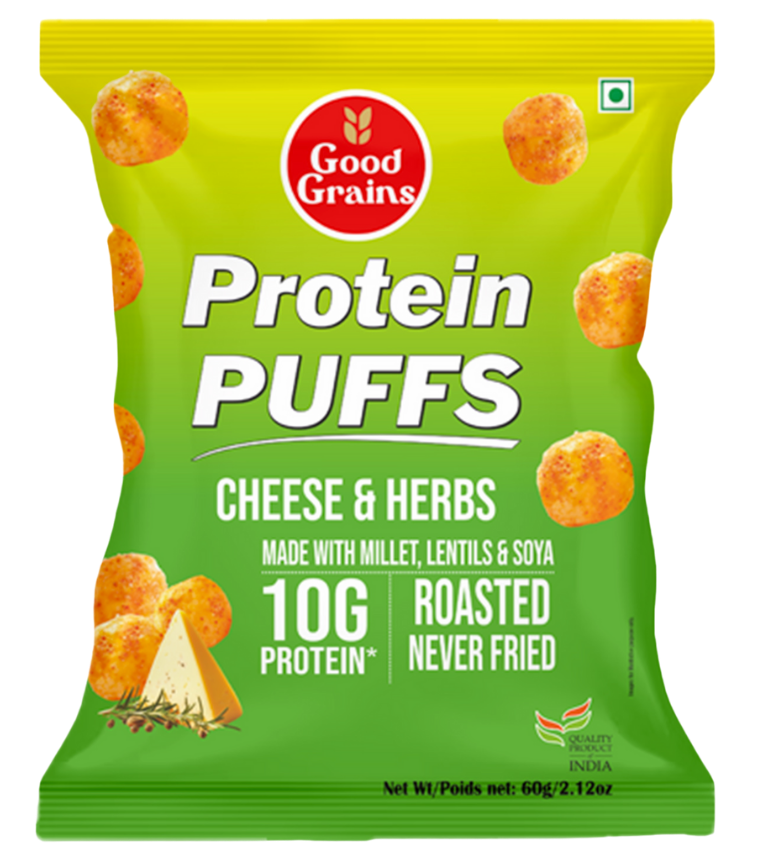 Good
Grains
Protein
PUFFS
CHEESE & HERBS
MADE WITH MILLET, LENTILS & SOYA
10G
PROTEIN*
ROASTED
NEVER FRIED
QUALITY
PRODUCT
of
INDIA
Net Wt/Poids net: 60g/2.12oz